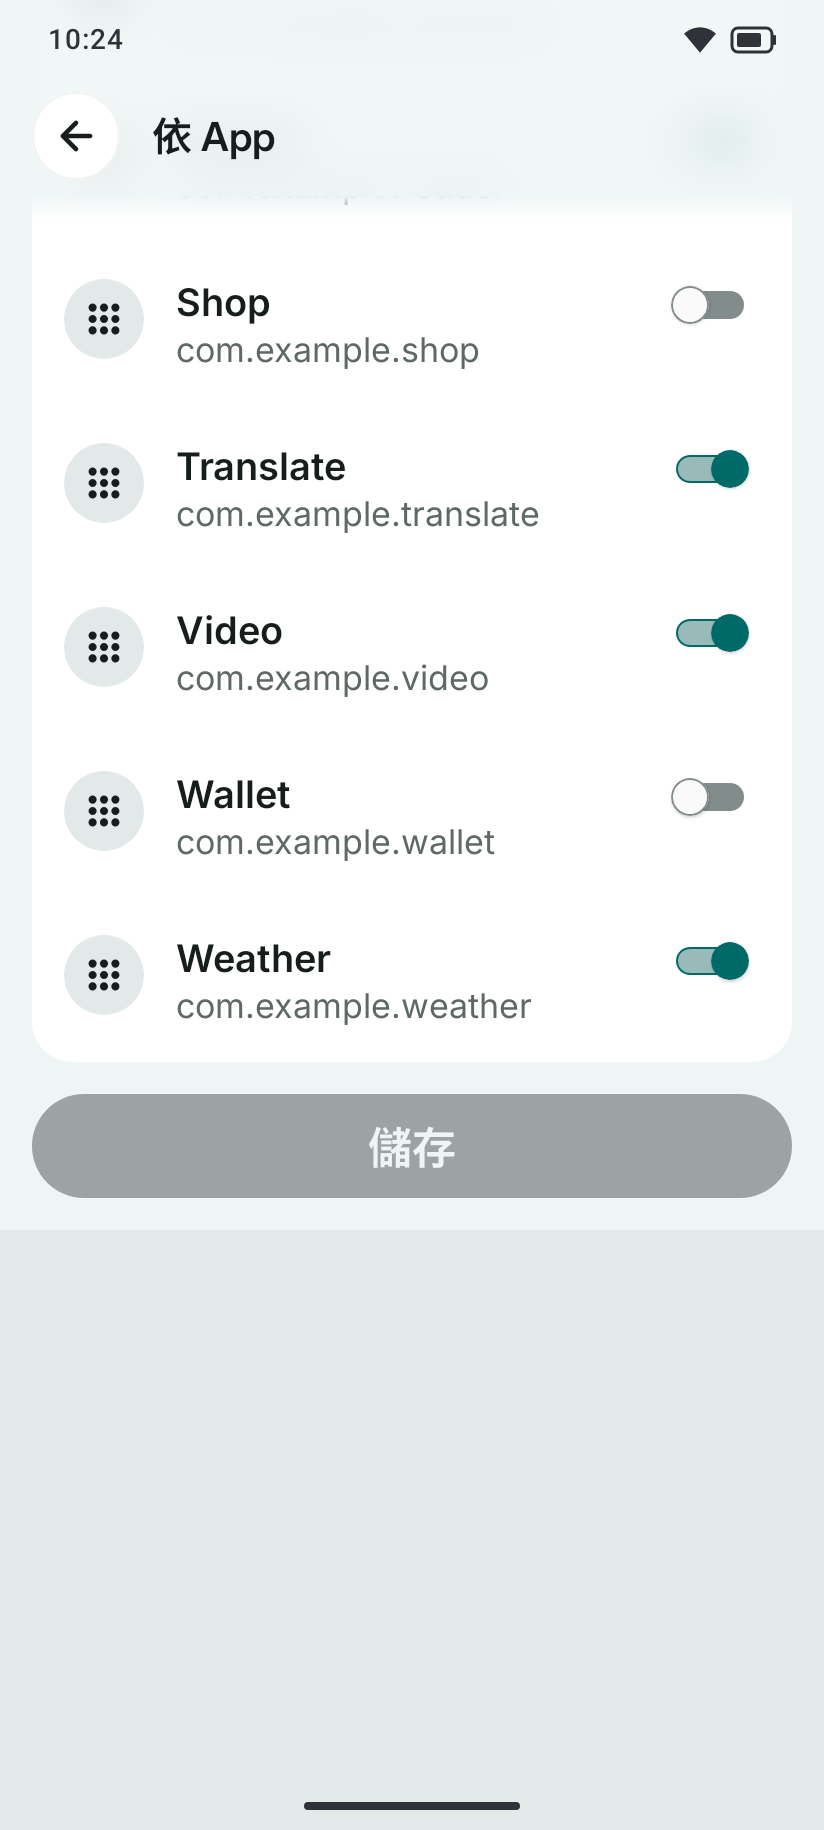 10:24
依 App
Shop
com.example.shop
Translate
com.example.translate
Video
com.example.video
Wallet
com.example.wallet
Weather
com.example.weather
儲存